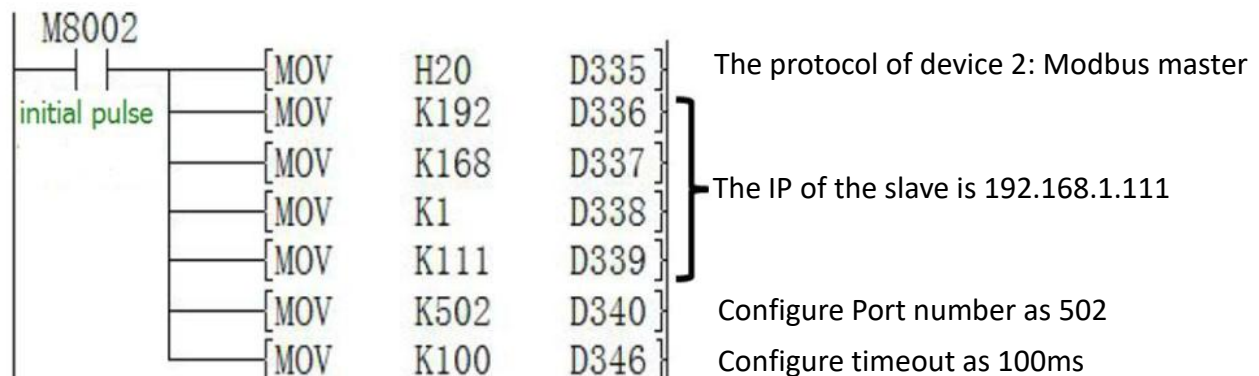 M8002
[MOV H20 D335] The protocol of device 2: Modbus master
initial pulse [MOV K192 D336]
[MOV K168 D337]
The IP of the slave is 192.168.1.111
[MOV K1 D338]
[MOV K111 D339]
[MOV K502 D340] Configure Port number as 502
[MOV K100 D346] Configure timeout as 100ms